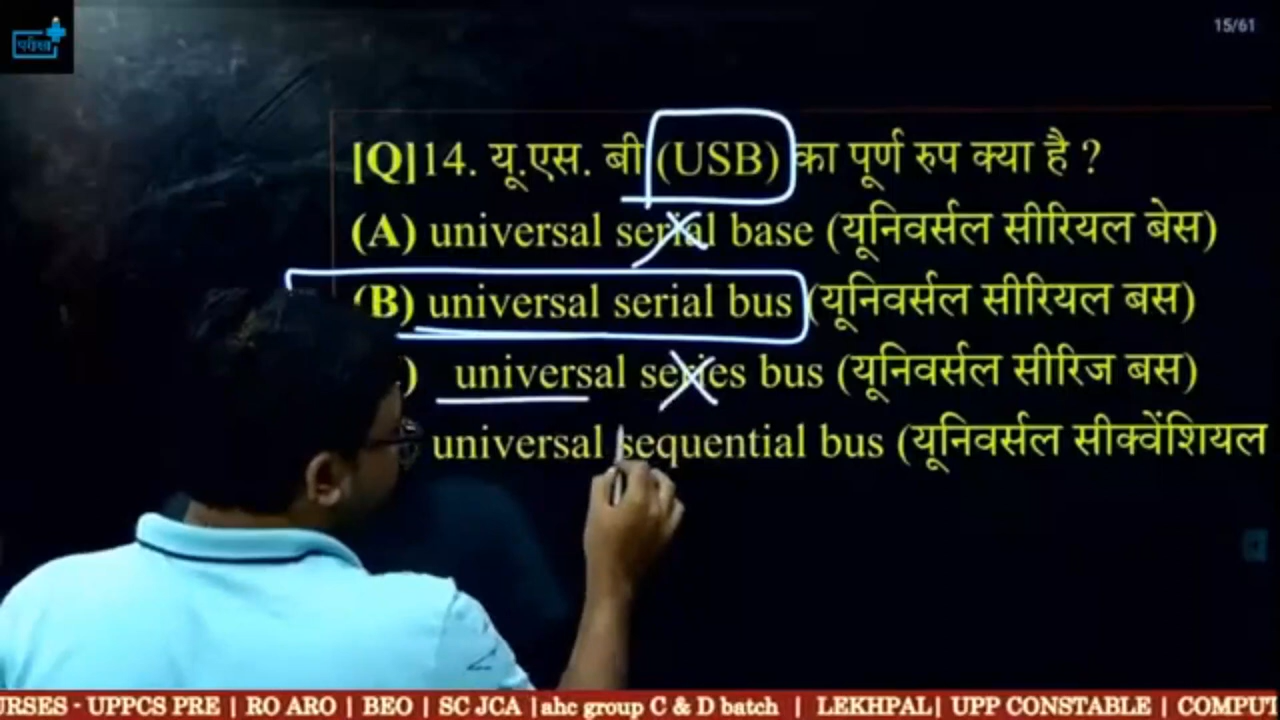 परीक्षा
15/61
[Q]14. यू.एस. बी (USB) का पूर्ण रुप क्या है ?
(A) universal serial base (यूनिवर्सल सीरियल बेस)
(B) universal serial bus (यूनिवर्सल सीरियल बस)
) universal series bus (यूनिवर्सल सीरिज बस)
universal sequential bus (यूनिवर्सल सीक्वेंशियल
URSES - UPPCS PRE | RO ARO | BEO | SC JCA |ahc group C & D batch | LEKHPAL| UPP CONSTABLE | COMPUT